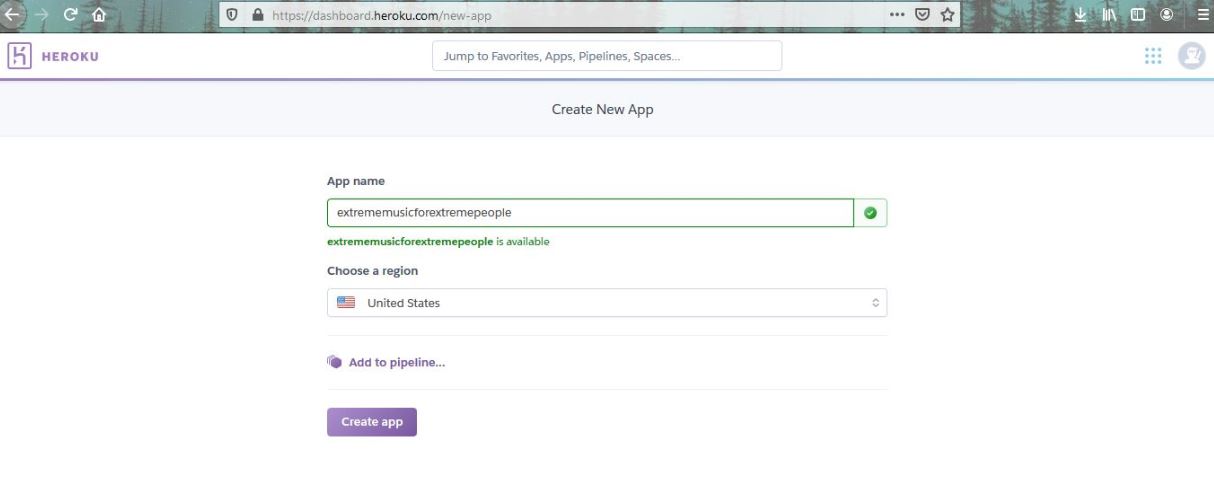 https://dashboard.heroku.com/new-app
HEROKU
Jump to Favorites, Apps, Pipelines, Spaces...
Create New App
App name
extrememusicforextremepeople
extrememusicforextremepeople is available
Choose a region
United States
Add to pipeline...
Create app